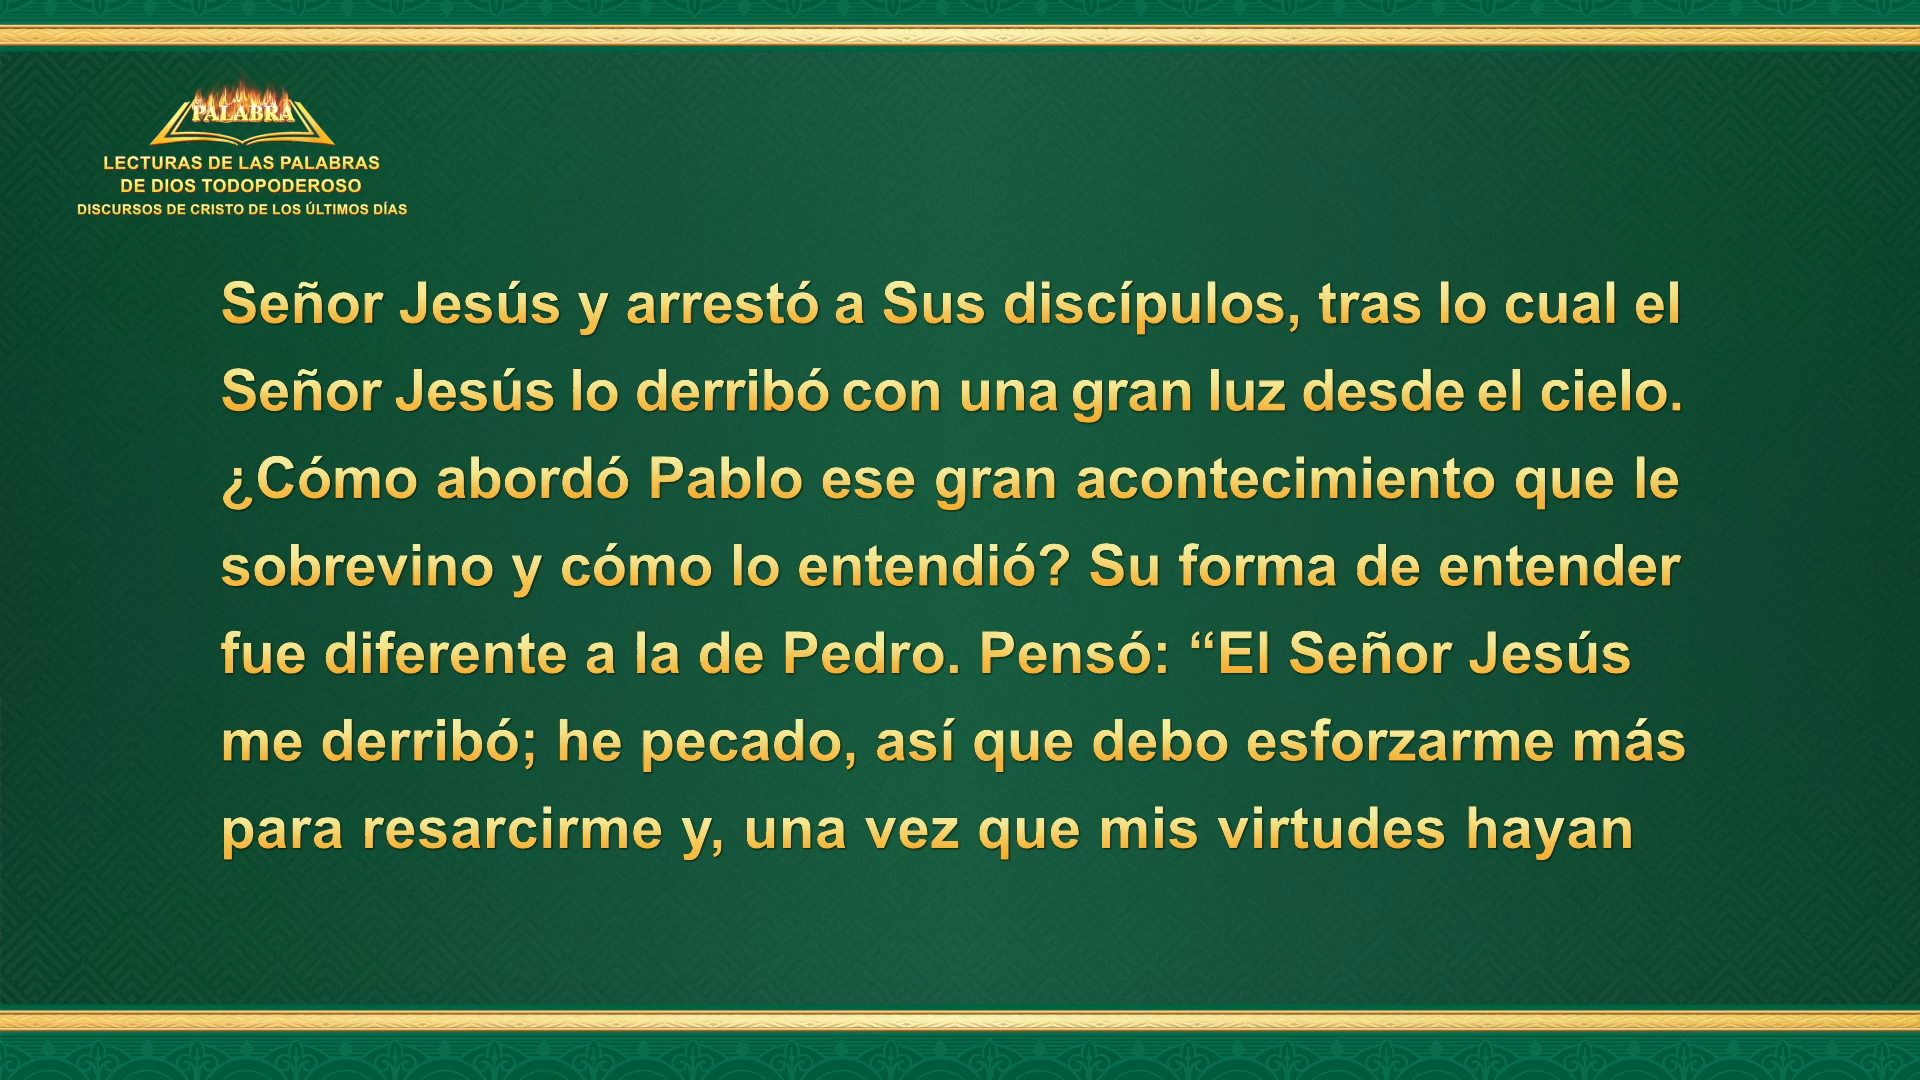 PALABRA
LECTURAS DE LAS PALABRAS
DE DIOS TODOPODEROSO
DISCURSOS DE CRISTO DE LOS ÚLTIMOS DÍAS
Señor Jesús y arrestó a Sus discípulos, tras lo cual el
Señor Jesús lo derribó con una gran luz desde el cielo.
¿Cómo abordó Pablo ese gran acontecimiento que le
sobrevino y cómo lo entendió? Su forma de entender
fue diferente a la de Pedro. Pensó: “El Señor Jesús
me derribó; he pecado, así que debo esforzarme más
para resarcirme y, una vez que mis virtudes hayan